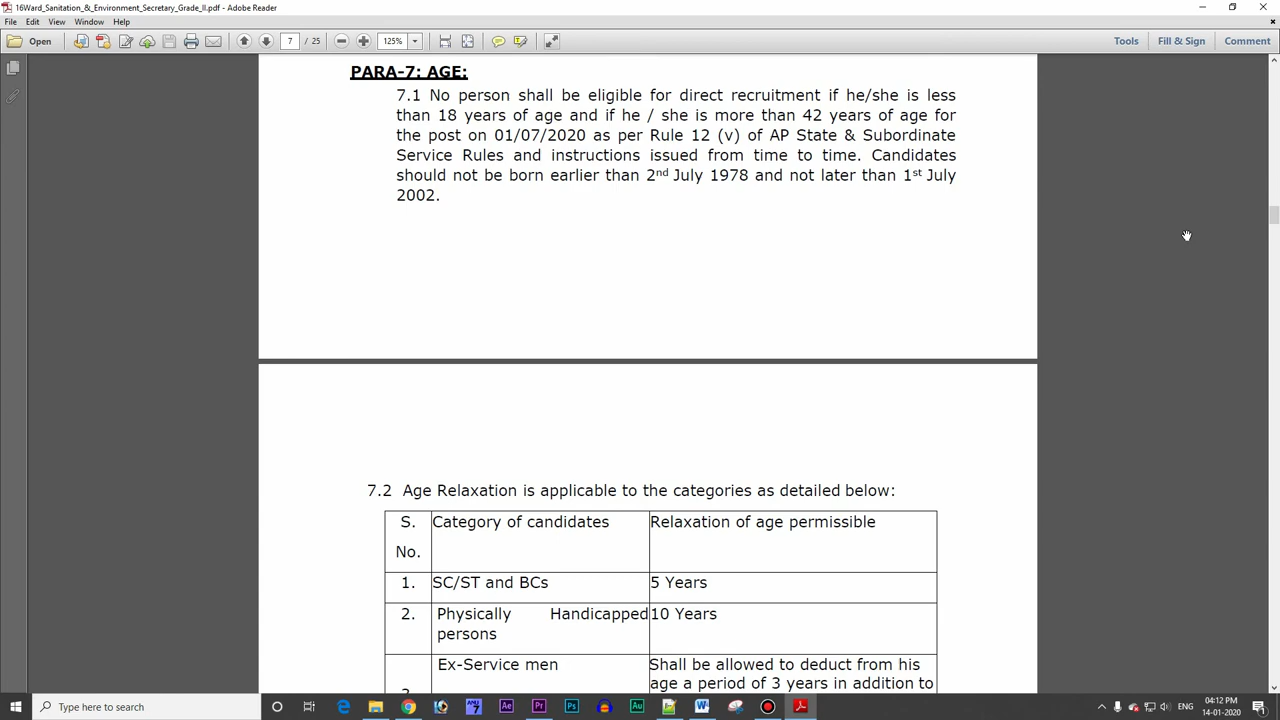 16Ward_Sanitation_&_Environment_Secretary_Grade_II.pdf - Adobe Reader
File Edit View Window Help
Open 7 / 25 125% Tools Fill & Sign Comment
PARA-7: AGE:
7.1 No person shall be eligible for direct recruitment if he/she is less
than 18 years of age and if he / she is more than 42 years of age for
the post on 01/07/2020 as per Rule 12 (v) of AP State & Subordinate
Service Rules and instructions issued from time to time. Candidates
should not be born earlier than 2nd July 1978 and not later than 1st July
2002.
7.2 Age Relaxation is applicable to the categories as detailed below:
S. Category of candidates Relaxation of age permissible
No.
1. SC/ST and BCs 5 Years
2. Physically Handicapped 10 Years
persons
Ex-Service men Shall be allowed to deduct from his
age a period of 3 years in addition to
Type here to search
Ae Pr Ps Au W
ENG 04:12 PM
14-01-2020